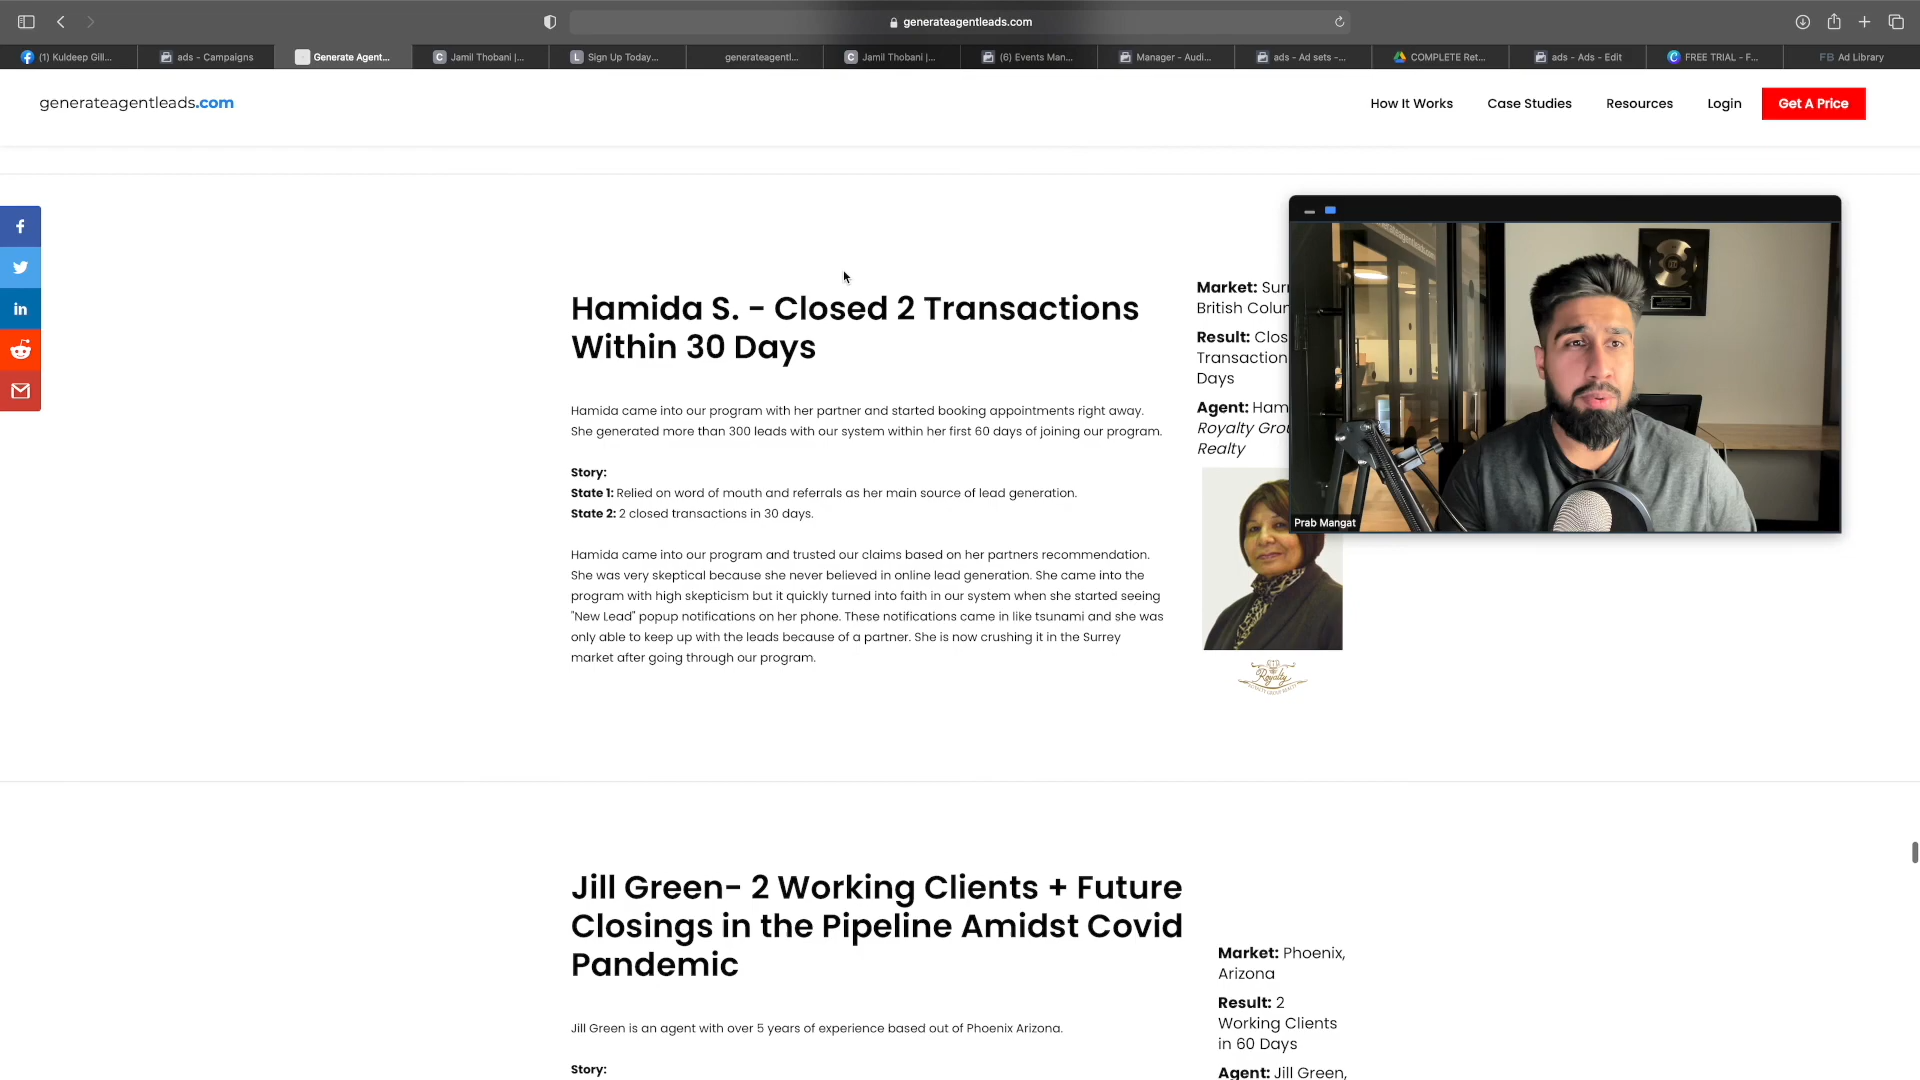 generateagentleads.com
(1) Kuldeep Gill...
ads - Campaigns
Generate Agent...
Jamil Thobani |...
Sign Up Today...
generateagentl...
Jamil Thobani |...
(6) Events Man...
Manager - Audi...
ads - Ad sets -...
COMPLETE Ret...
ads - Ads - Edit
FREE TRIAL - F...
FB Ad Library
generateagentleads.com
How It Works
Case Studies
Resources
Login
Get A Price
Hamida S. - Closed 2 Transactions
Within 30 Days
Hamida came into our program with her partner and started booking appointments right away.
She generated more than 300 leads with our system within her first 60 days of joining our program.
Story:
State 1: Relied on word of mouth and referrals as her main source of lead generation.
State 2: 2 closed transactions in 30 days.
Hamida came into our program and trusted our claims based on her partners recommendation.
She was very skeptical because she never believed in online lead generation. She came into the
program with high skepticism but it quickly turned into faith in our system when she started seeing
"New Lead" popup notifications on her phone. These notifications came in like tsunami and she was
only able to keep up with the leads because of a partner. She is now crushing it in the Surrey
market after going through our program.
Market: Surr
British Colum
Result: Clos
Transaction
Days
Agent: Ham
Royalty Grou
Realty
Prab Mangat
Royalty
Jill Green- 2 Working Clients + Future
Closings in the Pipeline Amidst Covid
Pandemic
Jill Green is an agent with over 5 years of experience based out of Phoenix Arizona.
Story:
Market: Phoenix,
Arizona
Result: 2
Working Clients
in 60 Days
Agent: Jill Green,